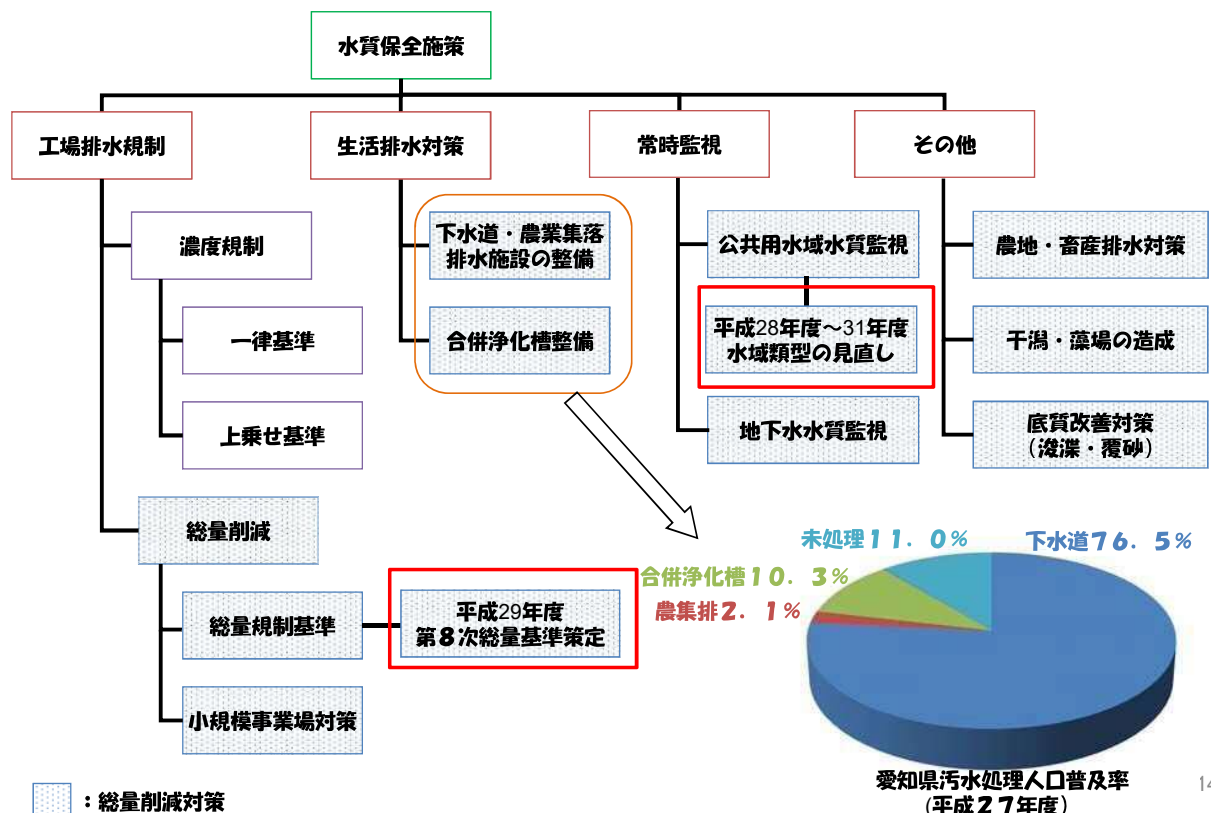 水質保全施策
工場排水規制
生活排水対策
常時監視
その他
濃度規制
一律基準
上乗せ基準
総量削減
総量規制基準
平成29年度
第8次総量基準策定
小規模事業場対策
下水道・農業集落
排水施設の整備
合併浄化槽整備
公共用水域水質監視
平成28年度～31年度
水域類型の見直し
地下水水質監視
農地・畜産排水対策
干潟・藻場の造成
底質改善対策
(浚渫・覆砂)
未処理１１．０％
下水道７６．５％
合併浄化槽１０．３％
農集排２．１％
愛知県汚水処理人口普及率
(平成２７年度)
：総量削減対策
14